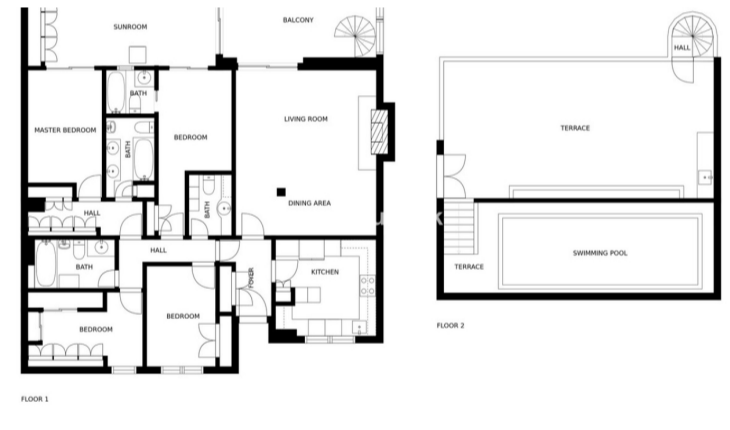 SUNROOM
BALCONY
HALL
BATH
MASTER BEDROOM
BEDROOM
LIVING ROOM
TERRACE
BATH
BATH
DINING AREA
HALL
HALL
BATH
FOYER
KITCHEN
TERRACE
SWIMMING POOL
BEDROOM
BEDROOM
FLOOR 2
FLOOR 1